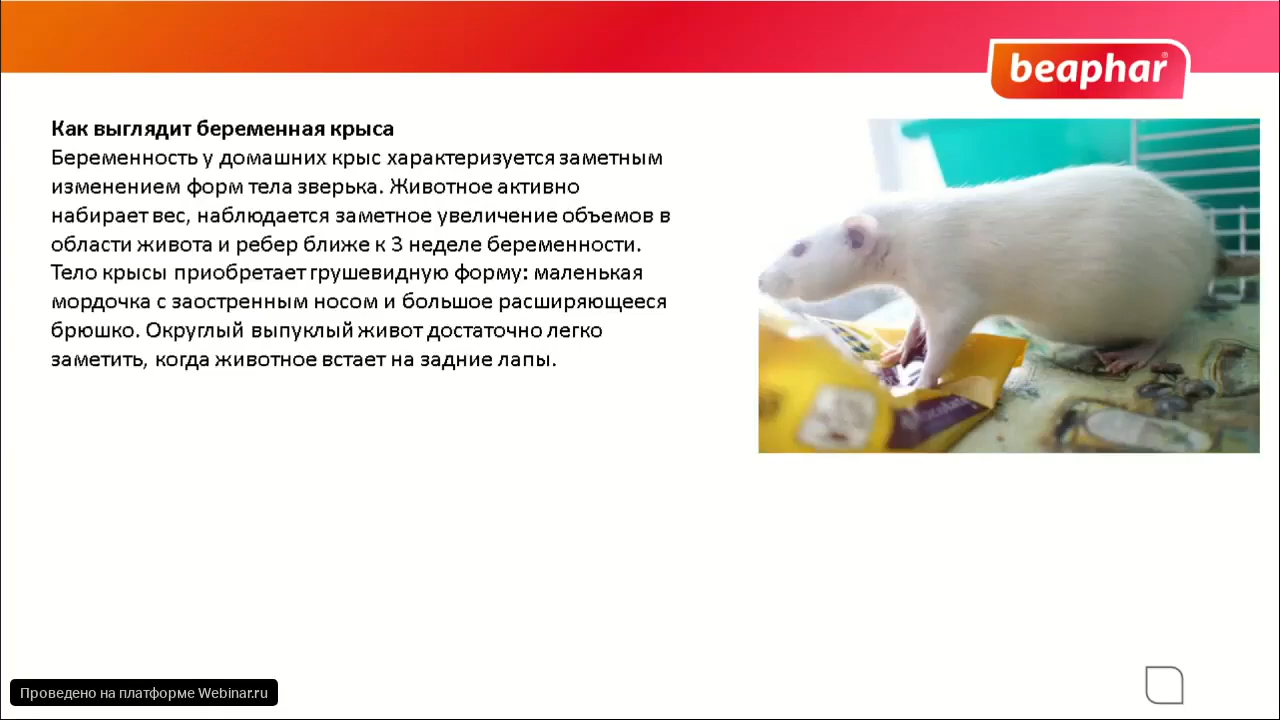 beaphar®
Как выглядит беременная крыса
Беременность у домашних крыс характеризуется заметным
изменением форм тела зверька. Животное активно
набирает вес, наблюдается заметное увеличение объемов в
области живота и ребер ближе к 3 неделе беременности.
Тело крысы приобретает грушевидную форму: маленькая
мордочка с заостренным носом и большое расширяющееся
брюшко. Округлый выпуклый живот достаточно легко
заметить, когда животное встает на задние лапы.
Проведено на платформе Webinar.ru